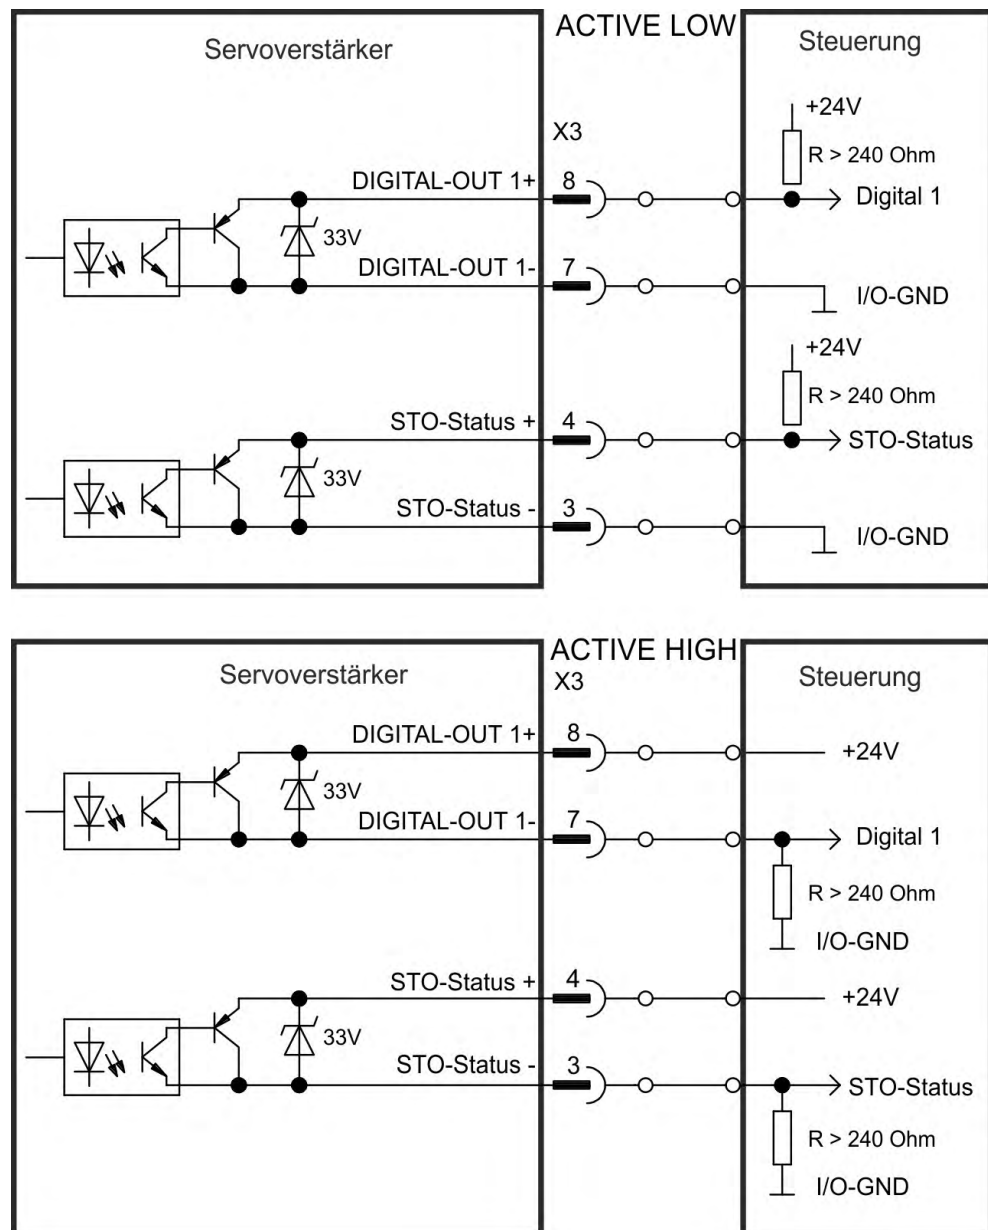 ACTIVE LOW
Servoverstärker
Steuerung
+24V
X3
R > 240 Ohm
DIGITAL-OUT 1+
8
Digital 1
33V
DIGITAL-OUT 1-
7
I/O-GND
+24V
R > 240 Ohm
STO-Status +
4
STO-Status
33V
STO-Status -
3
I/O-GND
ACTIVE HIGH
Servoverstärker
X3
Steuerung
DIGITAL-OUT 1+
8
+24V
33V
DIGITAL-OUT 1-
7
Digital 1
R > 240 Ohm
I/O-GND
STO-Status +
4
+24V
33V
STO-Status -
3
STO-Status
R > 240 Ohm
I/O-GND